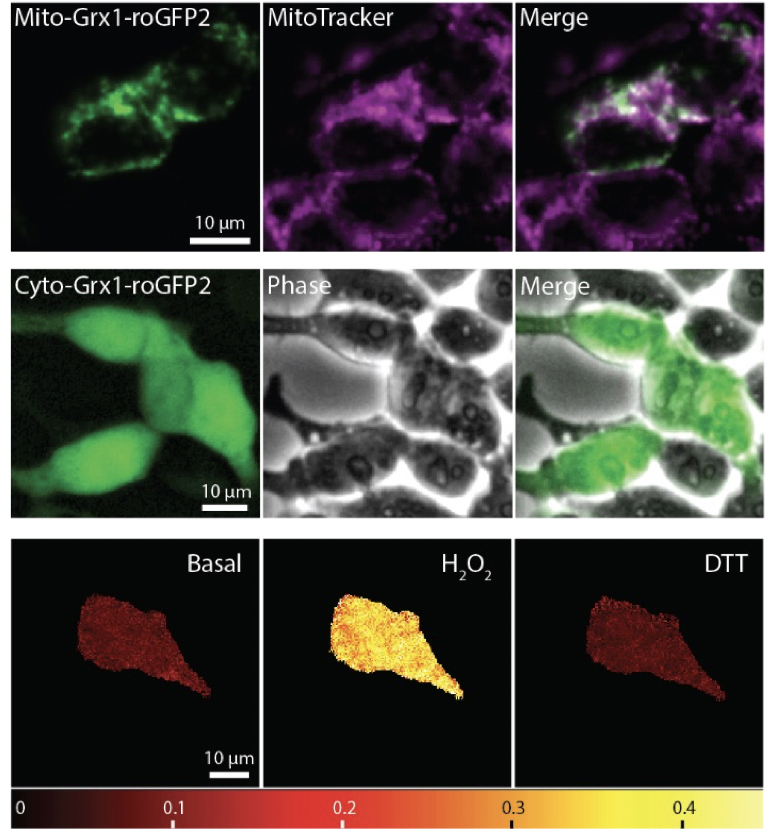 Mito-Grx1-roGFP2
MitoTracker
Merge
10 µm
Cyto-Grx1-roGFP2
Phase
Merge
10 µm
Basal
H₂O₂
DTT
10 µm
0 0.1 0.2 0.3 0.4